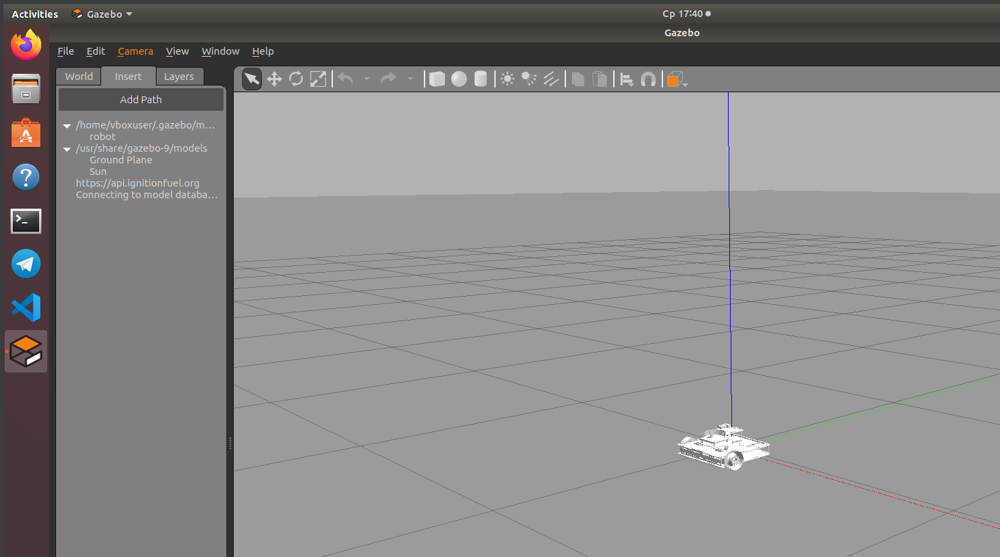 Activities Gazebo Ср 17:40
Gazebo
File Edit Camera View Window Help
World Insert Layers
Add Path
/home/vboxuser/.gazebo/m...
robot
/usr/share/gazebo-9/models
Ground Plane
Sun
https://api.ignitionfuel.org
Connecting to model databa...